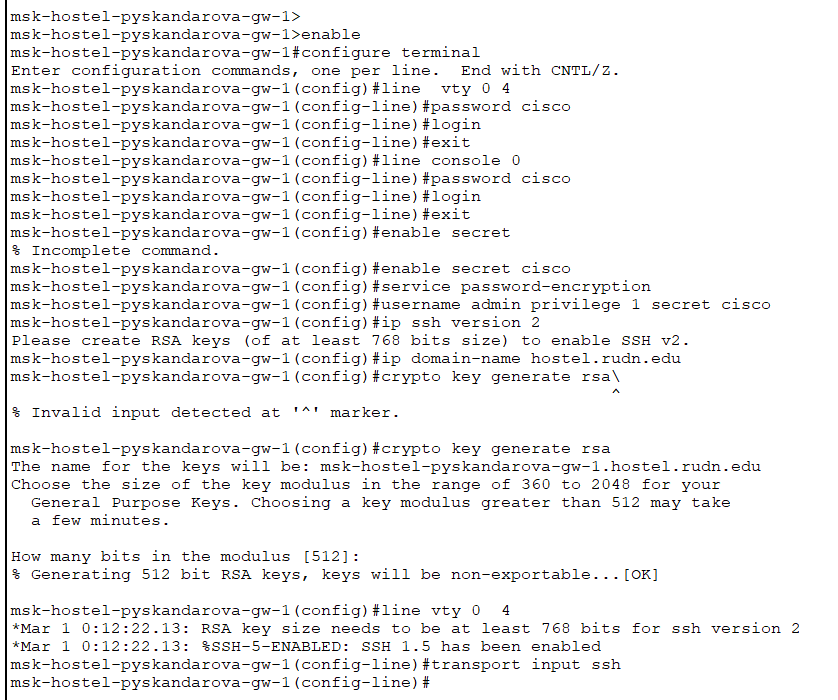 msk-hostel-pyskandarova-gw-1>
msk-hostel-pyskandarova-gw-1>enable
msk-hostel-pyskandarova-gw-1#configure terminal
Enter configuration commands, one per line.  End with CNTL/Z.
msk-hostel-pyskandarova-gw-1(config)#line  vty 0 4
msk-hostel-pyskandarova-gw-1(config-line)#password cisco
msk-hostel-pyskandarova-gw-1(config-line)#login
msk-hostel-pyskandarova-gw-1(config-line)#exit
msk-hostel-pyskandarova-gw-1(config)#line console 0
msk-hostel-pyskandarova-gw-1(config-line)#password cisco
msk-hostel-pyskandarova-gw-1(config-line)#login
msk-hostel-pyskandarova-gw-1(config-line)#exit
msk-hostel-pyskandarova-gw-1(config)#enable secret
% Incomplete command.
msk-hostel-pyskandarova-gw-1(config)#enable secret cisco
msk-hostel-pyskandarova-gw-1(config)#service password-encryption
msk-hostel-pyskandarova-gw-1(config)#username admin privilege 1 secret cisco
msk-hostel-pyskandarova-gw-1(config)#ip ssh version 2
Please create RSA keys (of at least 768 bits size) to enable SSH v2.
msk-hostel-pyskandarova-gw-1(config)#ip domain-name hostel.rudn.edu
msk-hostel-pyskandarova-gw-1(config)#crypto key generate rsa\
^
% Invalid input detected at '^' marker.
msk-hostel-pyskandarova-gw-1(config)#crypto key generate rsa
The name for the keys will be: msk-hostel-pyskandarova-gw-1.hostel.rudn.edu
Choose the size of the key modulus in the range of 360 to 2048 for your
General Purpose Keys. Choosing a key modulus greater than 512 may take
a few minutes.
How many bits in the modulus [512]:
% Generating 512 bit RSA keys, keys will be non-exportable...[OK]
msk-hostel-pyskandarova-gw-1(config)#line vty 0  4
*Mar 1 0:12:22.13: RSA key size needs to be at least 768 bits for ssh version 2
*Mar 1 0:12:22.13: %SSH-5-ENABLED: SSH 1.5 has been enabled
msk-hostel-pyskandarova-gw-1(config-line)#transport input ssh
msk-hostel-pyskandarova-gw-1(config-line)#